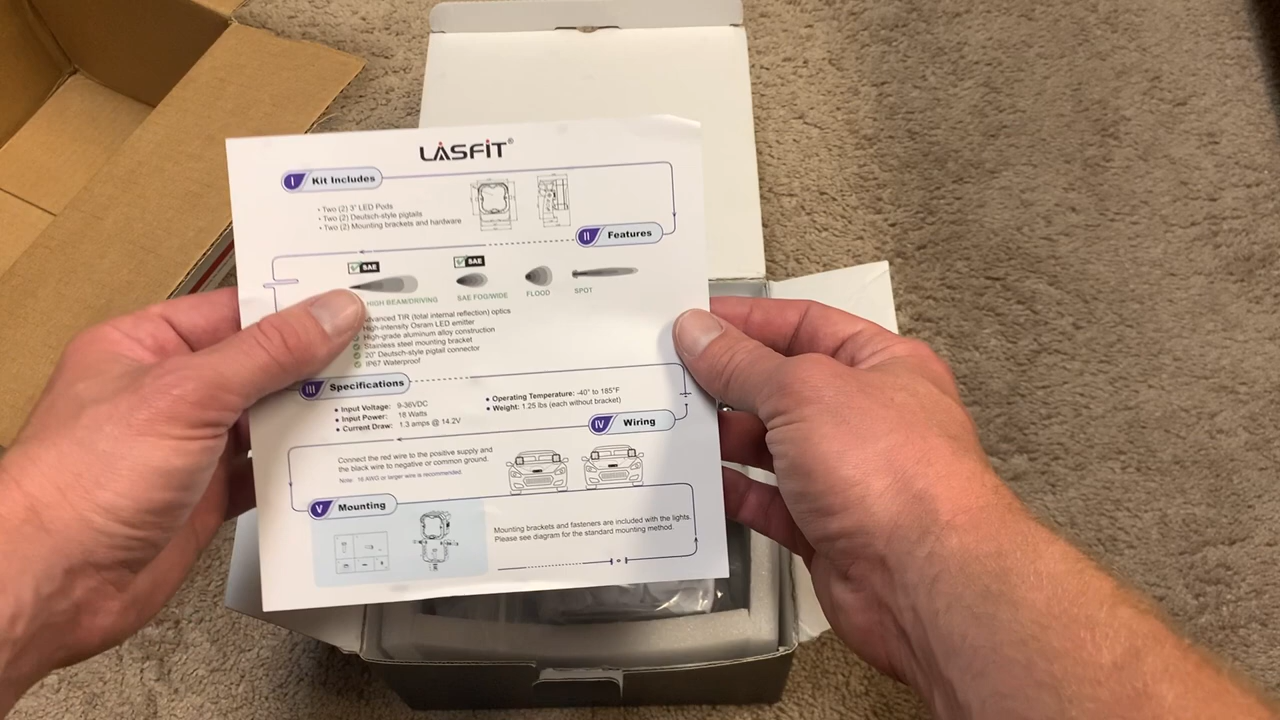 LASFIT®
I Kit Includes
• Two (2) 3" LED Pods
• Two (2) Deutsch-style pigtails
• Two (2) Mounting brackets and hardware
II Features
SAE
SAE
HIGH BEAM/DRIVING
SAE FOG/WIDE
FLOOD
SPOT
dvanced TIR (total internal reflection) optics
High-intensity Osram LED emitter
High-grade aluminum alloy construction
Stainless steel mounting bracket
20" Deutsch-style pigtail connector
IP67 Waterproof
III Specifications
• Input Voltage: 9-36VDC
• Input Power: 18 Watts
• Current Draw: 1.3 amps @ 14.2V
• Operating Temperature: -40° to 185°F
• Weight: 1.25 lbs (each without bracket)
IV Wiring
Connect the red wire to the positive supply and
the black wire to negative or common ground.
Note: 16 AWG or larger wire is recommended.
V Mounting
Mounting brackets and fasteners are included with the lights.
Please see diagram for the standard mounting method.